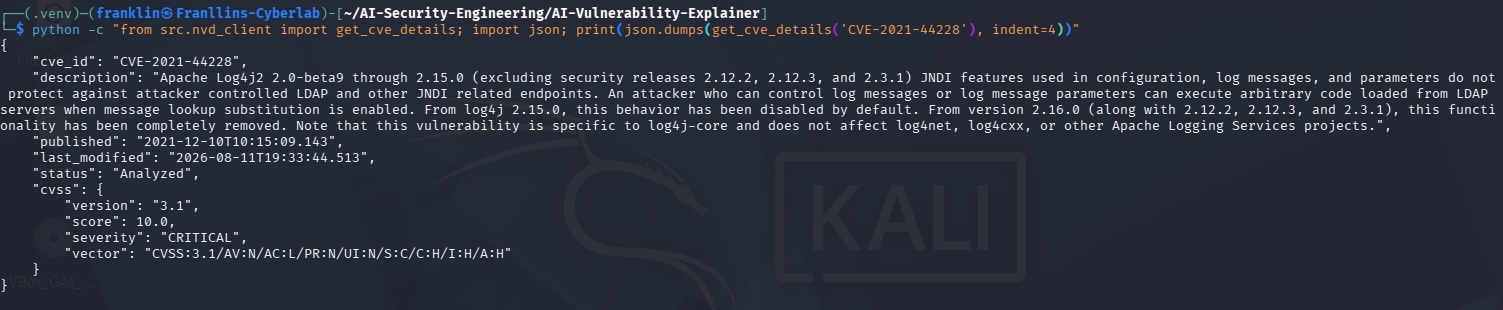 ┌──(.venv)─(franklin㉿Franllins-Cyberlab)-[~/AI-Security-Engineering/AI-Vulnerability-Explainer]
└─$ python -c "from src.nvd_client import get_cve_details; import json; print(json.dumps(get_cve_details('CVE-2021-44228'), indent=4))"
{
    "cve_id": "CVE-2021-44228",
    "description": "Apache Log4j2 2.0-beta9 through 2.15.0 (excluding security releases 2.12.2, 2.12.3, and 2.3.1) JNDI features used in configuration, log messages, and parameters do not
 protect against attacker controlled LDAP and other JNDI related endpoints. An attacker who can control log messages or log message parameters can execute arbitrary code loaded from LDAP
servers when message lookup substitution is enabled. From log4j 2.15.0, this behavior has been disabled by default. From version 2.16.0 (along with 2.12.2, 2.12.3, and 2.3.1), this functi
onality has been completely removed. Note that this vulnerability is specific to log4j-core and does not affect log4net, log4cxx, or other Apache Logging Services projects.",
    "published": "2021-12-10T10:15:09.143",
    "last_modified": "2026-08-11T19:33:44.513",
    "status": "Analyzed",
    "cvss": {
        "version": "3.1",
        "score": 10.0,
        "severity": "CRITICAL",
        "vector": "CVSS:3.1/AV:N/AC:L/PR:N/UI:N/S:C/C:H/I:H/A:H"
    }
}
KALI
VBox_GAs_...